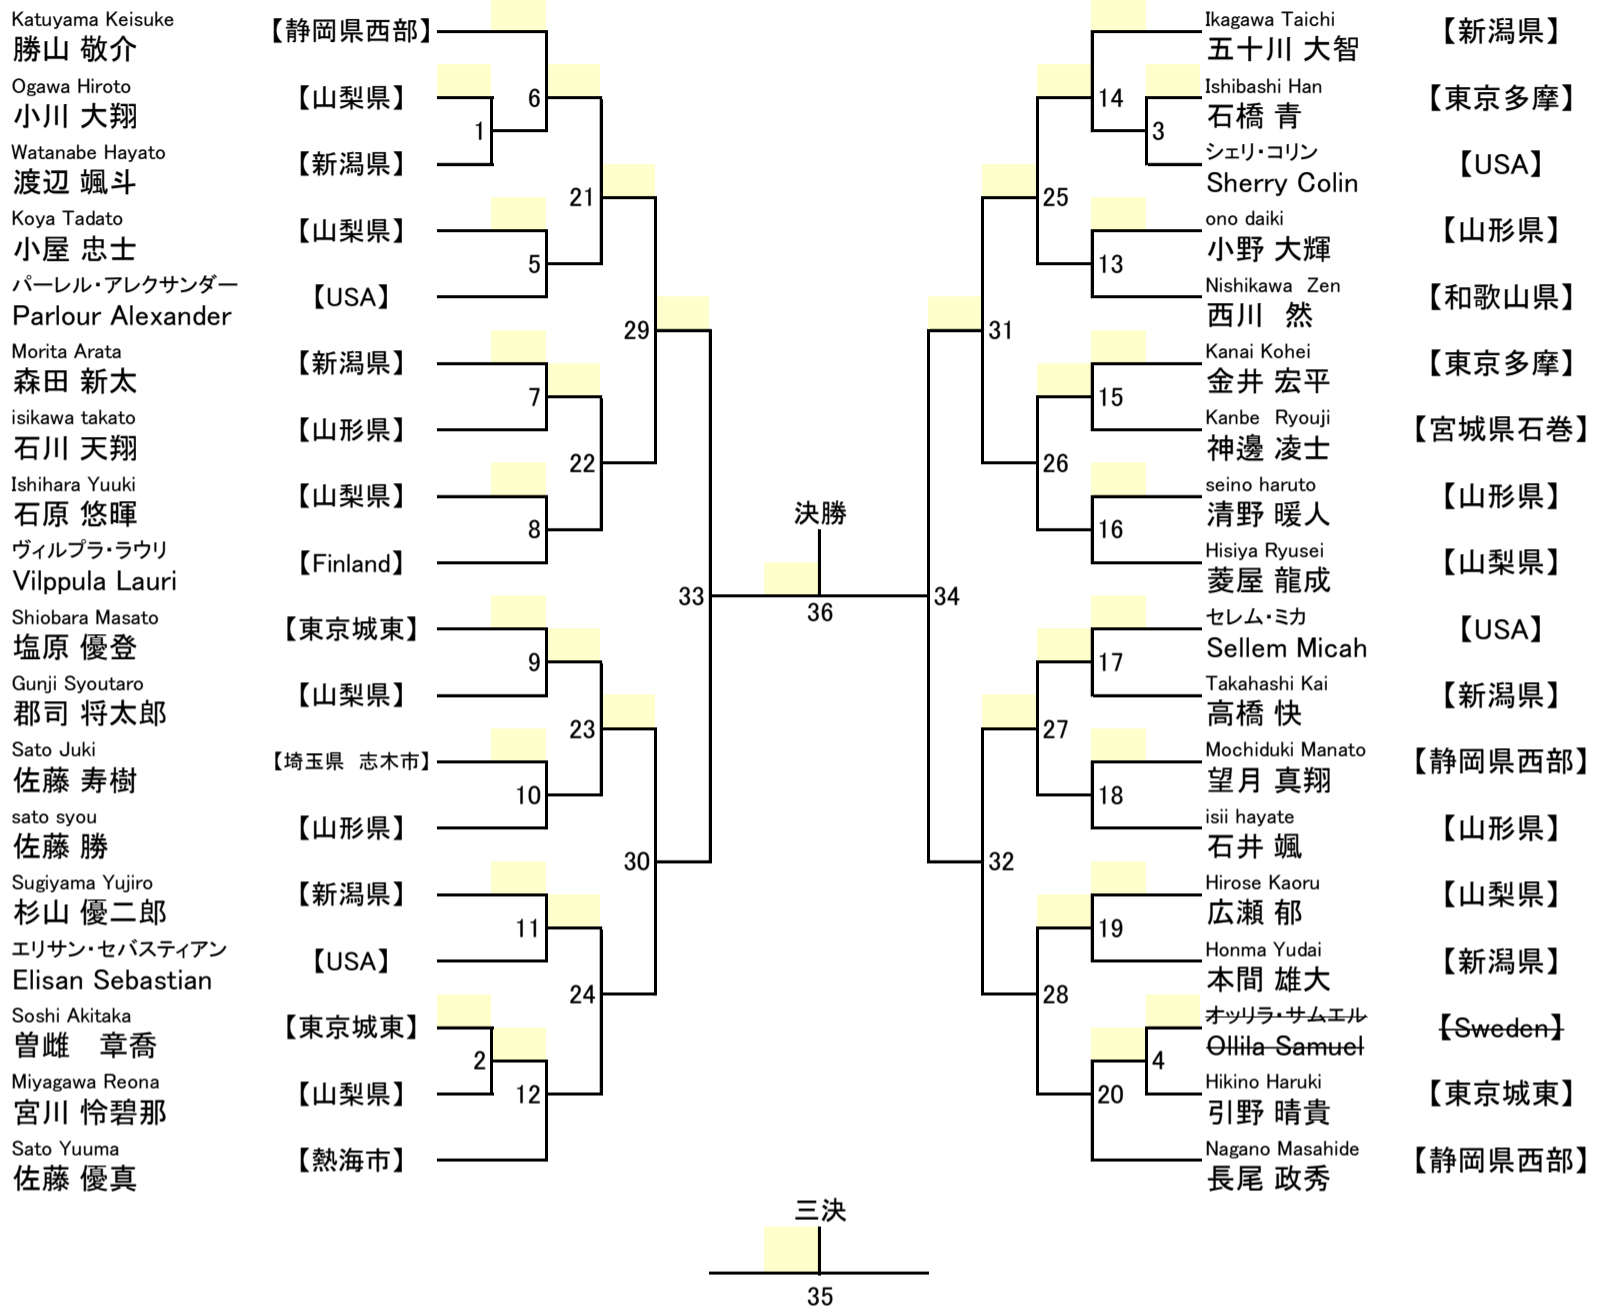 Katuyama Keisuke
勝山 敬介
【静岡県西部】
Ogawa Hiroto
小川 大翔
【山梨県】
Watanabe Hayato
渡辺 颯斗
【新潟県】
Koya Tadato
小屋 忠士
【山梨県】
パーレル・アレクサンダー
Parlour Alexander
【USA】
Morita Arata
森田 新太
【新潟県】
isikawa takato
石川 天翔
【山形県】
Ishihara Yuuki
石原 悠暉
【山梨県】
ヴィルプラ・ラウリ
Vilppula Lauri
【Finland】
Shiobara Masato
塩原 優登
【東京城東】
Gunji Syoutaro
郡司 将太郎
【山梨県】
Sato Juki
佐藤 寿樹
【埼玉県　志木市】
sato syou
佐藤 勝
【山形県】
Sugiyama Yujiro
杉山 優二郎
【新潟県】
エリサン・セバスティアン
Elisan Sebastian
【USA】
Soshi Akitaka
曽雌　章喬
【東京城東】
Miyagawa Reona
宮川 怜碧那
【山梨県】
Sato Yuuma
佐藤 優真
【熱海市】
6
1
21
5
29
7
22
8
33
9
23
10
30
11
24
2
12
決勝
36
三決
35
14
3
25
13
31
15
26
16
34
17
27
18
32
19
28
4
20
Ikagawa Taichi
五十川 大智
【新潟県】
Ishibashi Han
石橋 青
【東京多摩】
シェリ・コリン
Sherry Colin
【USA】
ono daiki
小野 大輝
【山形県】
Nishikawa　Zen
西川　然
【和歌山県】
Kanai Kohei
金井 宏平
【東京多摩】
Kanbe　Ryouji
神邊 凌士
【宮城県石巻】
seino haruto
清野 暖人
【山形県】
Hisiya Ryusei
菱屋 龍成
【山梨県】
セレム・ミカ
Sellem Micah
【USA】
Takahashi Kai
高橋 快
【新潟県】
Mochiduki Manato
望月 真翔
【静岡県西部】
isii hayate
石井 颯
【山形県】
Hirose Kaoru
広瀬 郁
【山梨県】
Honma Yudai
本間 雄大
【新潟県】
オッリラ・サムエル
Ollila Samuel
【Sweden】
Hikino Haruki
引野 晴貴
【東京城東】
Nagano Masahide
長尾 政秀
【静岡県西部】